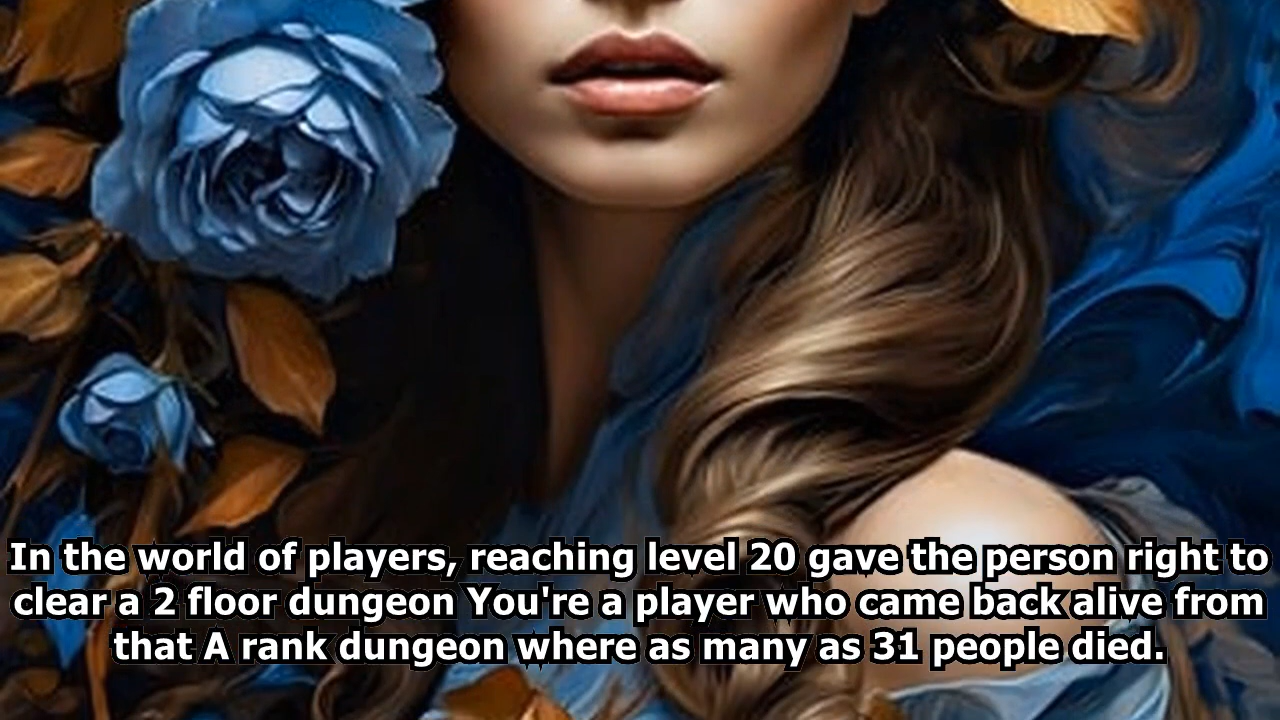 In the world of players, reaching level 20 gave the person right to
clear a 2 floor dungeon You're a player who came back alive from
that A rank dungeon where as many as 31 people died.